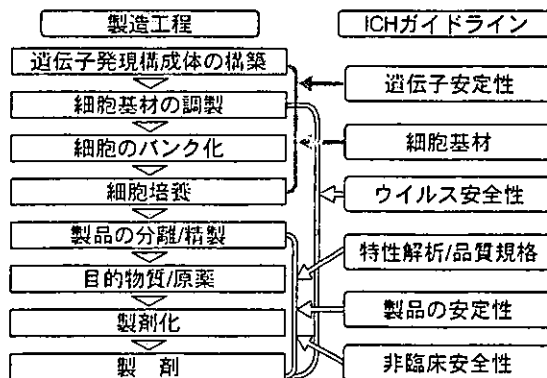 製造工程
ICHガイドライン
遺伝子発現構成体の構築
細胞基材の調製
細胞のバンク化
細胞培養
製品の分離/精製
目的物質/原薬
製剤化
製 剤
遺伝子安定性
細胞基材
ウイルス安全性
特性解析/品質規格
製品の安定性
非臨床安全性